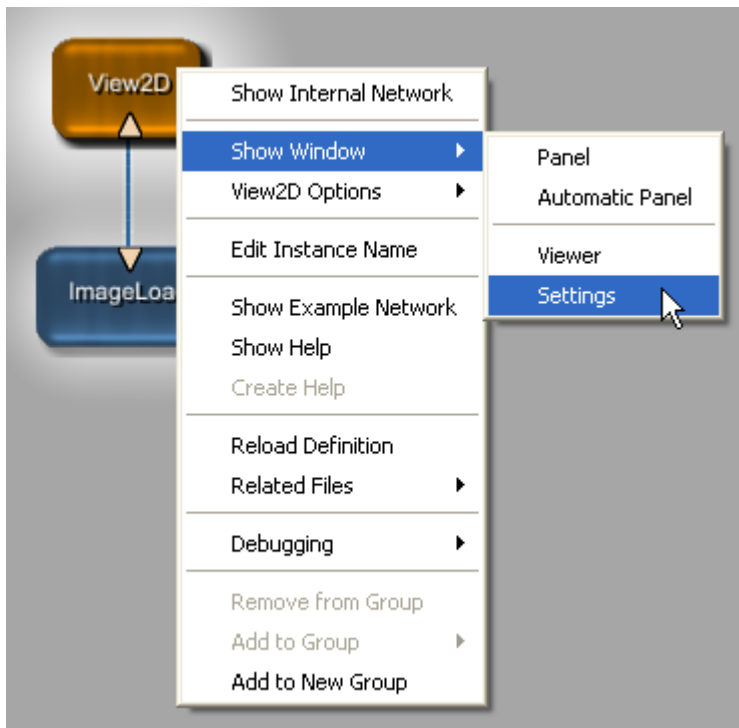 View2D
ImageLoa
Show Internal Network
Show Window
View2D Options
Edit Instance Name
Show Example Network
Show Help
Create Help
Reload Definition
Related Files
Debugging
Remove from Group
Add to Group
Add to New Group
Panel
Automatic Panel
Viewer
Settings